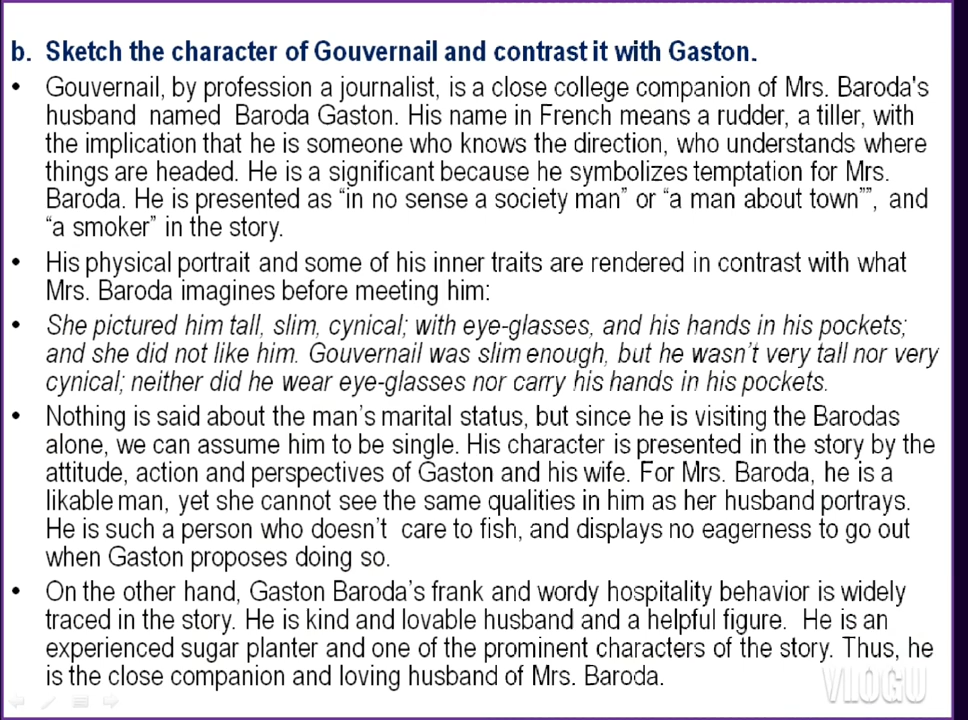 b. Sketch the character of Gouvernail and contrast it with Gaston.
• Gouvernail, by profession a journalist, is a close college companion of Mrs. Baroda's
husband named Baroda Gaston. His name in French means a rudder, a tiller, with
the implication that he is someone who knows the direction, who understands where
things are headed. He is a significant because he symbolizes temptation for Mrs.
Baroda. He is presented as “in no sense a society man” or “a man about town””, and
“a smoker” in the story.
• His physical portrait and some of his inner traits are rendered in contrast with what
Mrs. Baroda imagines before meeting him:
• She pictured him tall, slim, cynical; with eye-glasses, and his hands in his pockets;
and she did not like him. Gouvernail was slim enough, but he wasn’t very tall nor very
cynical; neither did he wear eye-glasses nor carry his hands in his pockets.
• Nothing is said about the man’s marital status, but since he is visiting the Barodas
alone, we can assume him to be single. His character is presented in the story by the
attitude, action and perspectives of Gaston and his wife. For Mrs. Baroda, he is a
likable man, yet she cannot see the same qualities in him as her husband portrays.
He is such a person who doesn’t care to fish, and displays no eagerness to go out
when Gaston proposes doing so.
• On the other hand, Gaston Baroda’s frank and wordy hospitality behavior is widely
traced in the story. He is kind and lovable husband and a helpful figure. He is an
experienced sugar planter and one of the prominent characters of the story. Thus, he
is the close companion and loving husband of Mrs. Baroda.
VLOGU